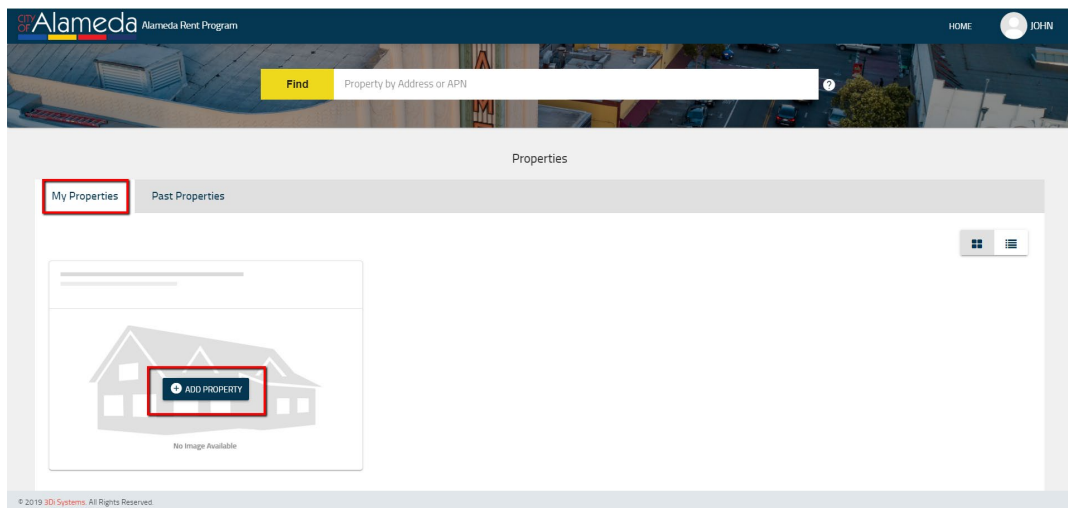 CITY OF Alameda Alameda Rent Program HOME JOHN
Find Property by Address or APN ?
Properties
My Properties Past Properties
ADD PROPERTY
No Image Available
© 2019 3Di Systems. All Rights Reserved.